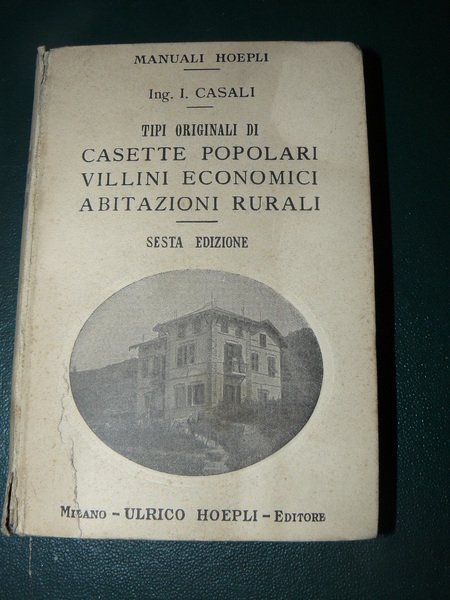 MANUALI HOEPLI
Ing. I. CASALI
TIPI ORIGINALI DI
CASETTE POPOLARI
VILLINI ECONOMICI
ABITAZIONI RURALI
SESTA EDIZIONE
MILANO – ULRICO HOEPLI – EDITORE